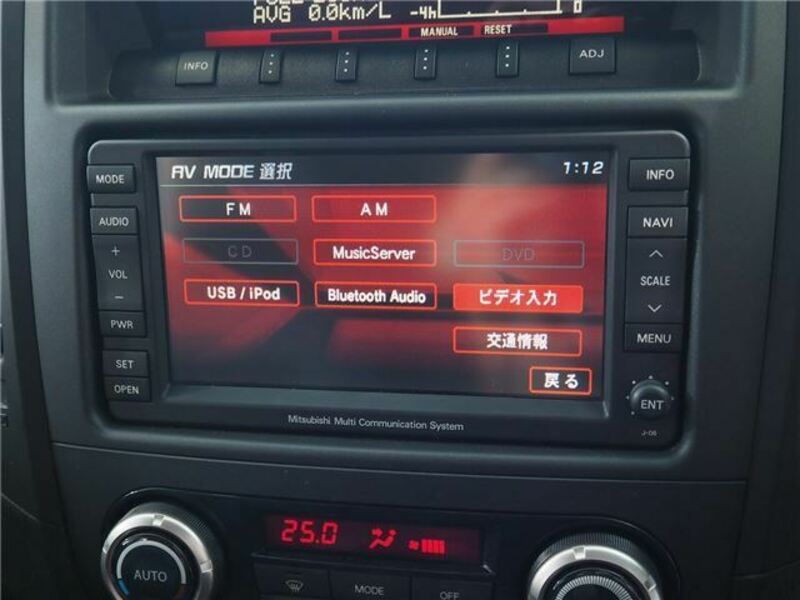 AVG 0.0km/L -4h 0
MANUAL RESET
INFO ADJ
AV MODE 選択 1:12
MODE INFO
AUDIO NAVI
FM AM
CD MusicServer DVD
+
VOL SCALE
−
USB / iPod Bluetooth Audio ビデオ入力
PWR MENU
交通情報
SET
戻る
OPEN ENT
Mitsubishi Multi Communication System
J-06
25.0
AUTO
MODE OFF